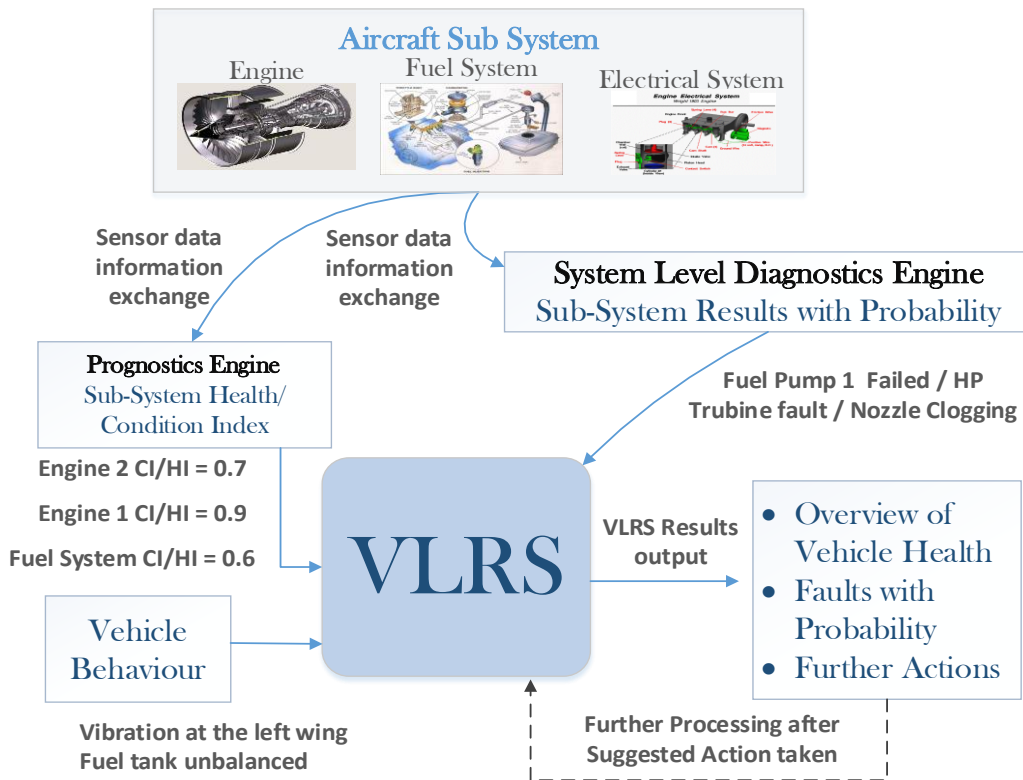 Aircraft Sub System
Engine
Fuel System
Electrical System
Engine Electrical System
Sensor data
information
exchange
Sensor data
information
exchange
System Level Diagnostics Engine
Sub-System Results with Probability
Prognostics Engine
Sub-System Health/
Condition Index
Fuel Pump 1 Failed / HP
Trubine fault / Nozzle Clogging
Engine 2 CI/HI = 0.7
Engine 1 CI/HI = 0.9
Fuel System CI/HI = 0.6
VLRS
VLRS Results
output
• Overview of
Vehicle Health
• Faults with
Probability
• Further Actions
Vehicle
Behaviour
Vibration at the left wing
Fuel tank unbalanced
Further Processing after
Suggested Action taken